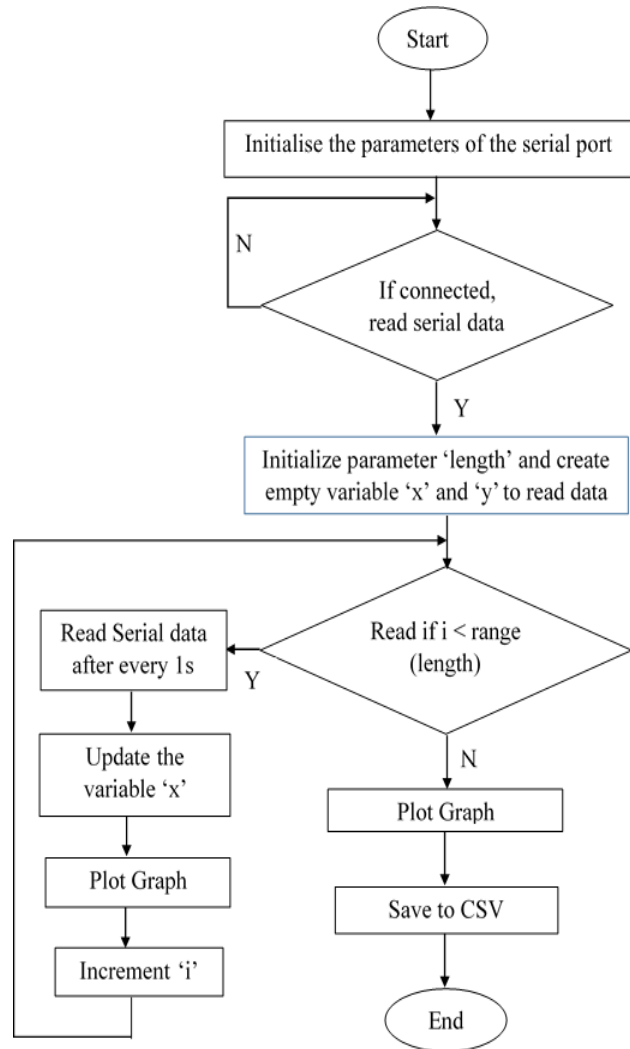 Start
Initialise the parameters of the serial port
N
If connected,
read serial data
Y
Initialize parameter ‘length’ and create
empty variable ‘x’ and ‘y’ to read data
Read if i < range
(length)
Y
Read Serial data
after every 1s
Update the
variable ‘x’
Plot Graph
Increment ‘i’
N
Plot Graph
Save to CSV
End